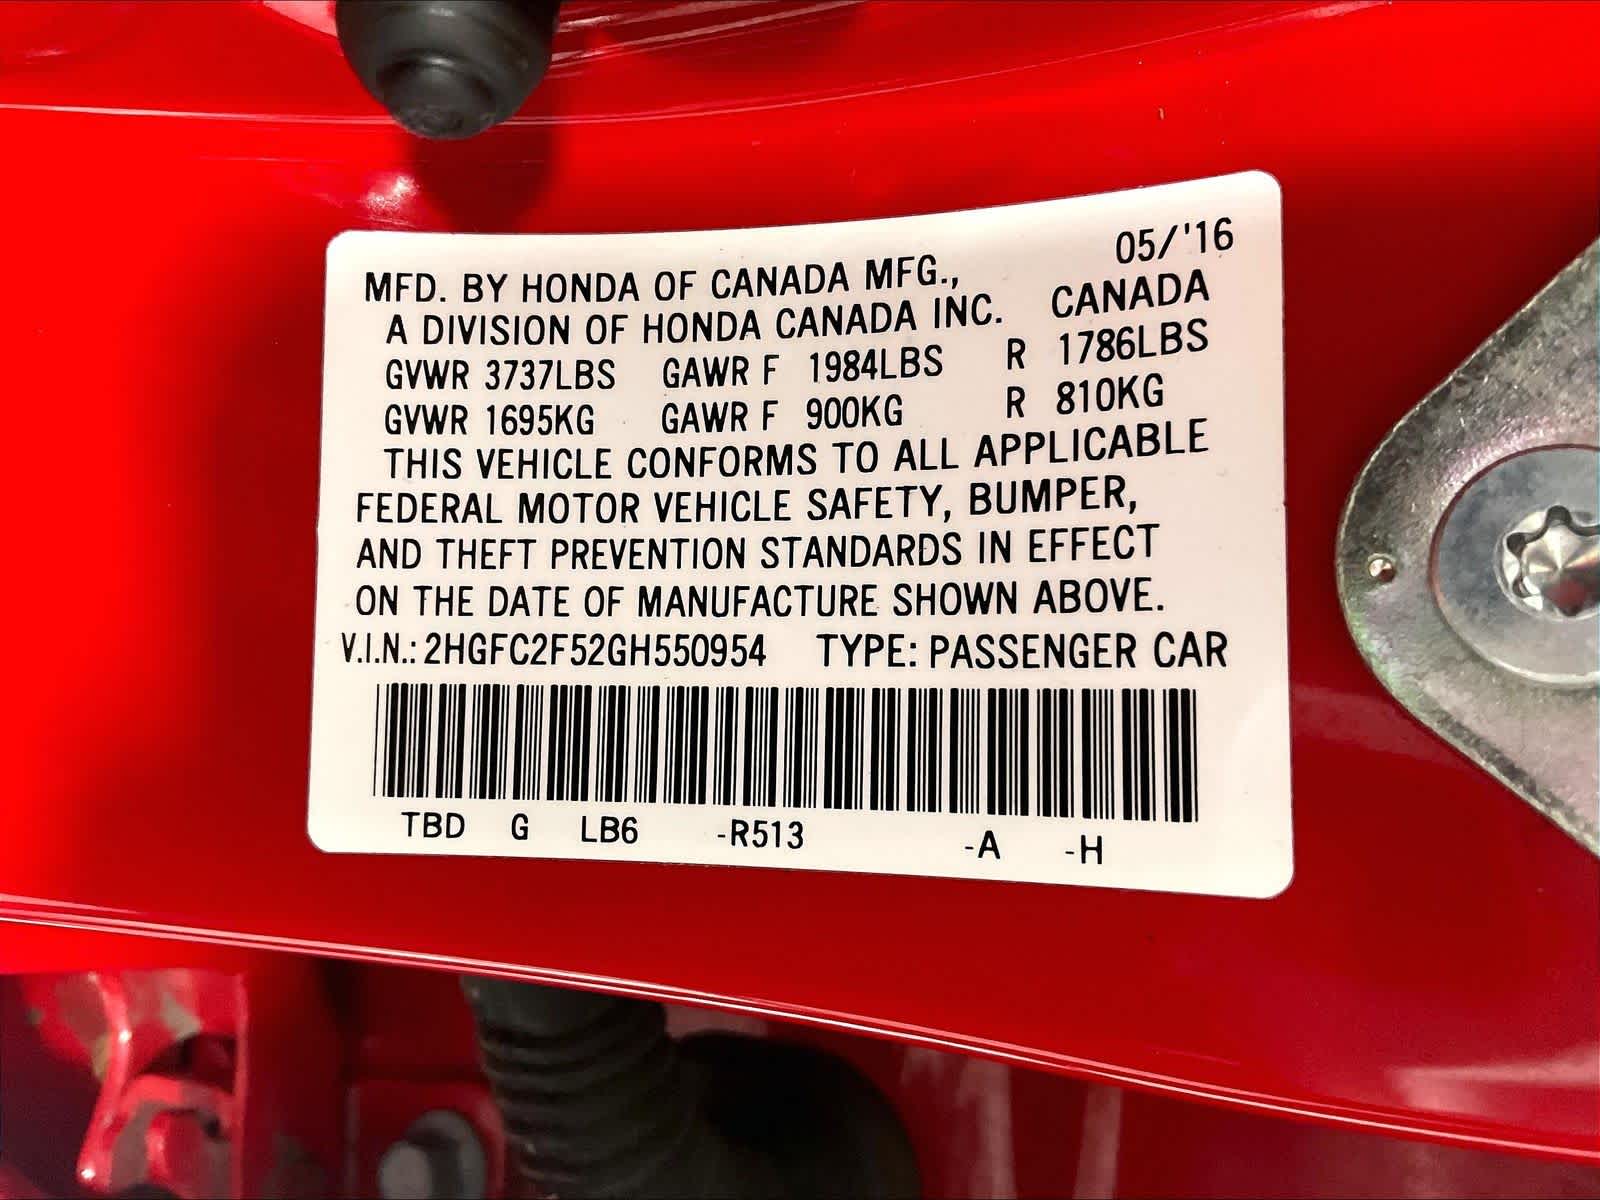 05/'16
MFD. BY HONDA OF CANADA MFG.,
A DIVISION OF HONDA CANADA INC. CANADA
GVWR 3737LBS GAWR F 1984LBS R 1786LBS
GVWR 1695KG GAWR F 900KG R 810KG
THIS VEHICLE CONFORMS TO ALL APPLICABLE
FEDERAL MOTOR VEHICLE SAFETY, BUMPER,
AND THEFT PREVENTION STANDARDS IN EFFECT
ON THE DATE OF MANUFACTURE SHOWN ABOVE.
V.I.N.: 2HGFC2F52GH550954 TYPE: PASSENGER CAR
TBD G LB6 -R513 -A -H